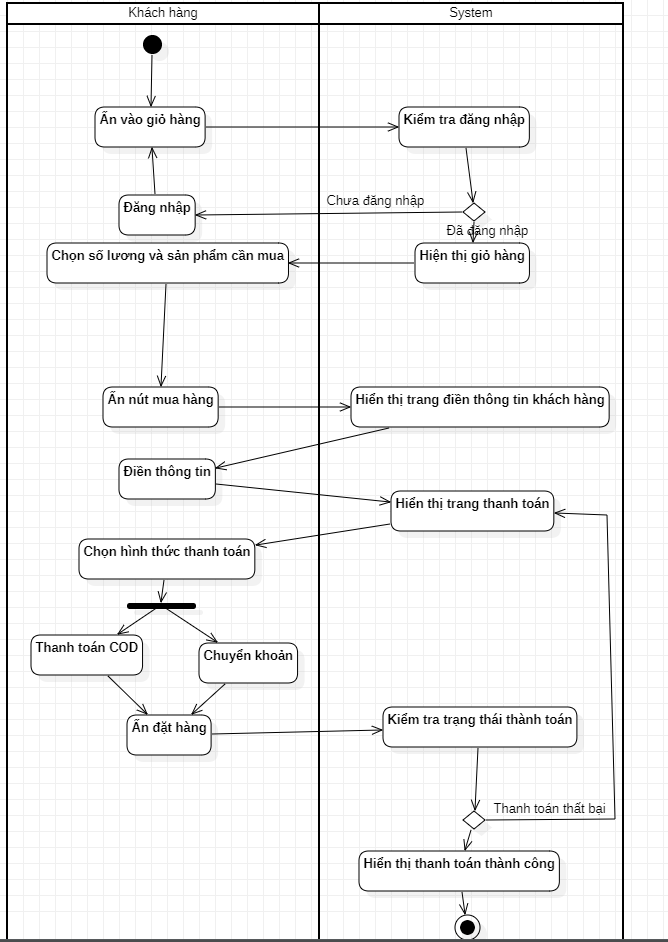 Khách hàng
System
Ấn vào giỏ hàng
Kiểm tra đăng nhập
Đăng nhập
Chưa đăng nhập
Đã đăng nhập
Chọn số lương và sản phẩm cần mua
Hiện thị giỏ hàng
Ấn nút mua hàng
Hiển thị trang điền thông tin khách hàng
Điền thông tin
Hiển thị trang thanh toán
Chọn hình thức thanh toán
Thanh toán COD
Chuyển khoản
Ấn đặt hàng
Kiểm tra trạng thái thành toán
Thanh toán thất bại
Hiển thị thanh toán thành công